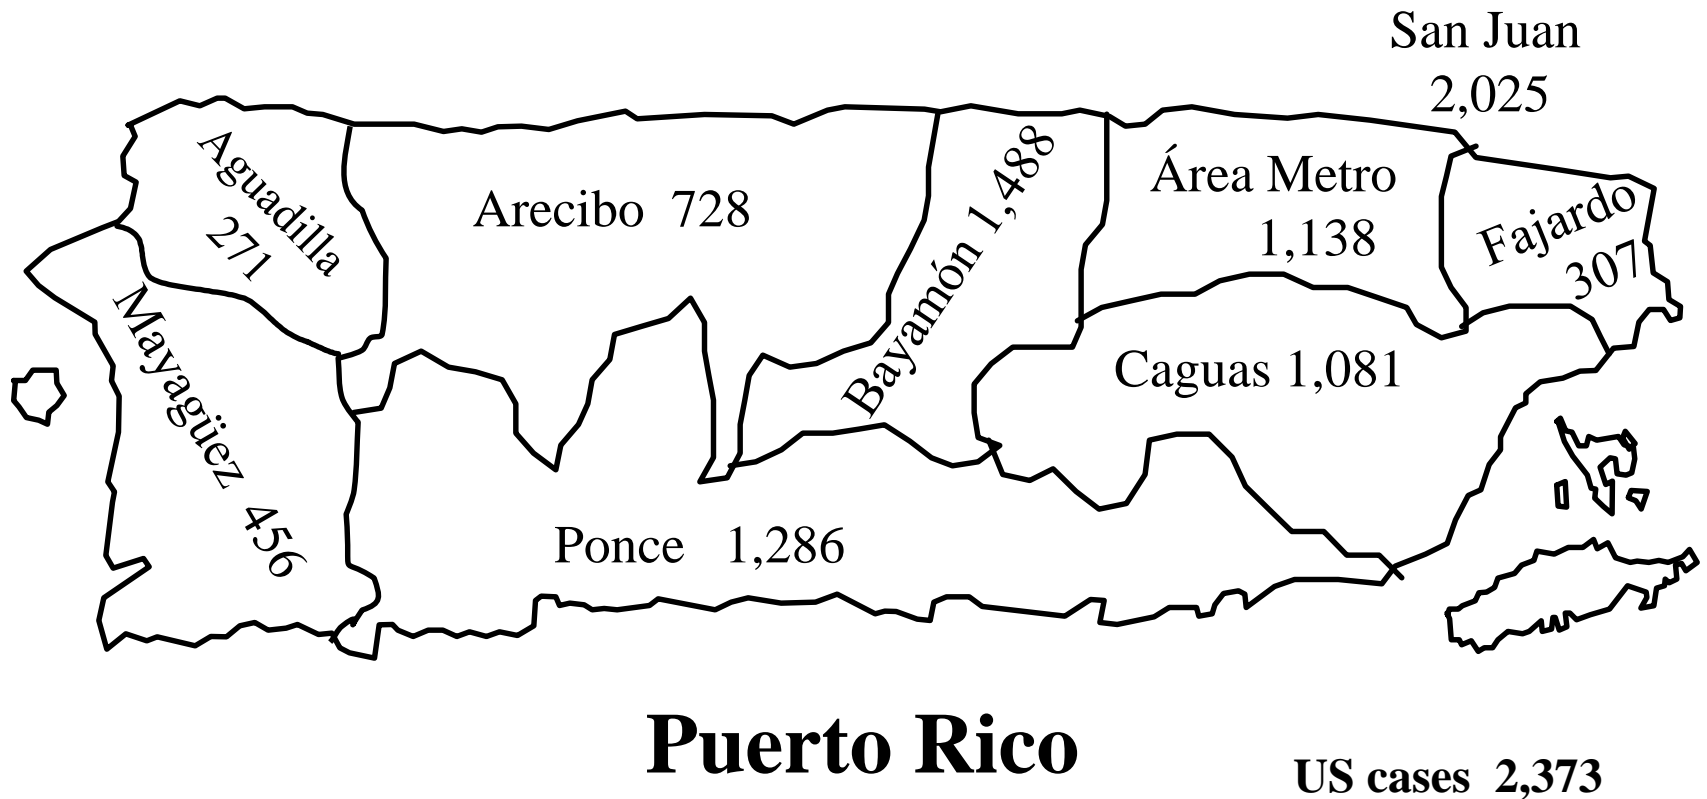 San Juan
2,025
Aguadilla
271
Arecibo 728
Bayamón 1,488
Área Metro
1,138
Fajardo
307
Mayagüez 456
Caguas 1,081
Ponce 1,286
Puerto Rico
US cases 2,373